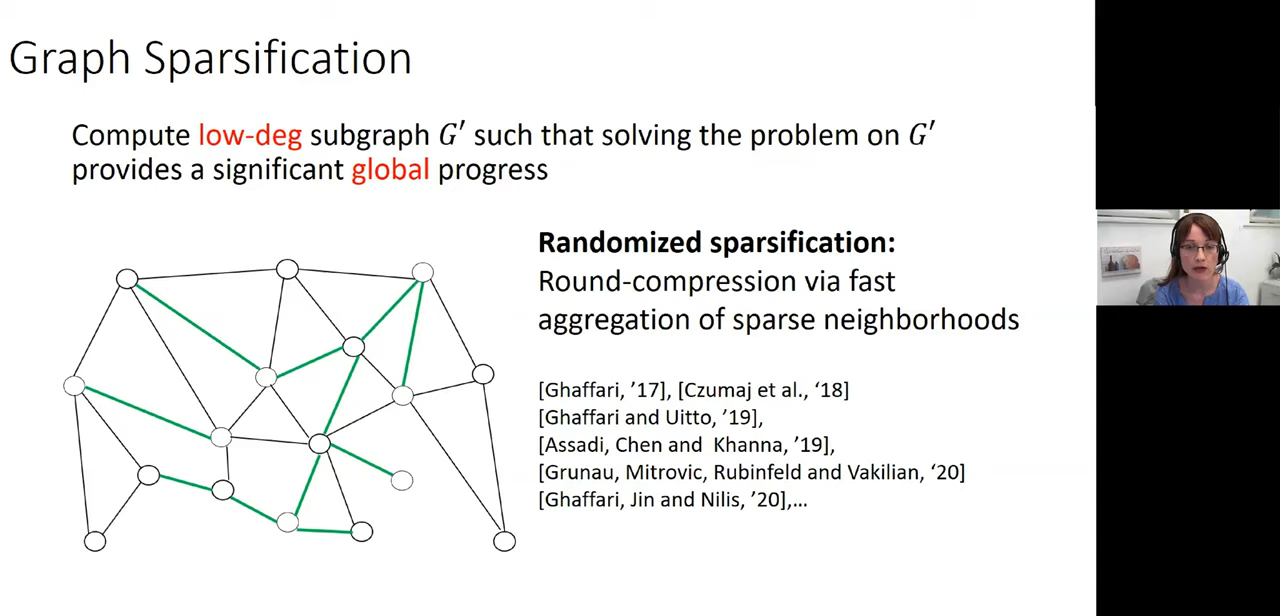 Graph Sparsification
Compute low-deg subgraph G′ such that solving the problem on G′
provides a significant global progress
Randomized sparsification:
Round-compression via fast
aggregation of sparse neighborhoods
[Ghaffari, ’17], [Czumaj et al., ‘18]
[Ghaffari and Uitto, ’19],
[Assadi, Chen and Khanna, ’19],
[Grunau, Mitrovic, Rubinfeld and Vakilian, ‘20]
[Ghaffari, Jin and Nilis, ’20],…